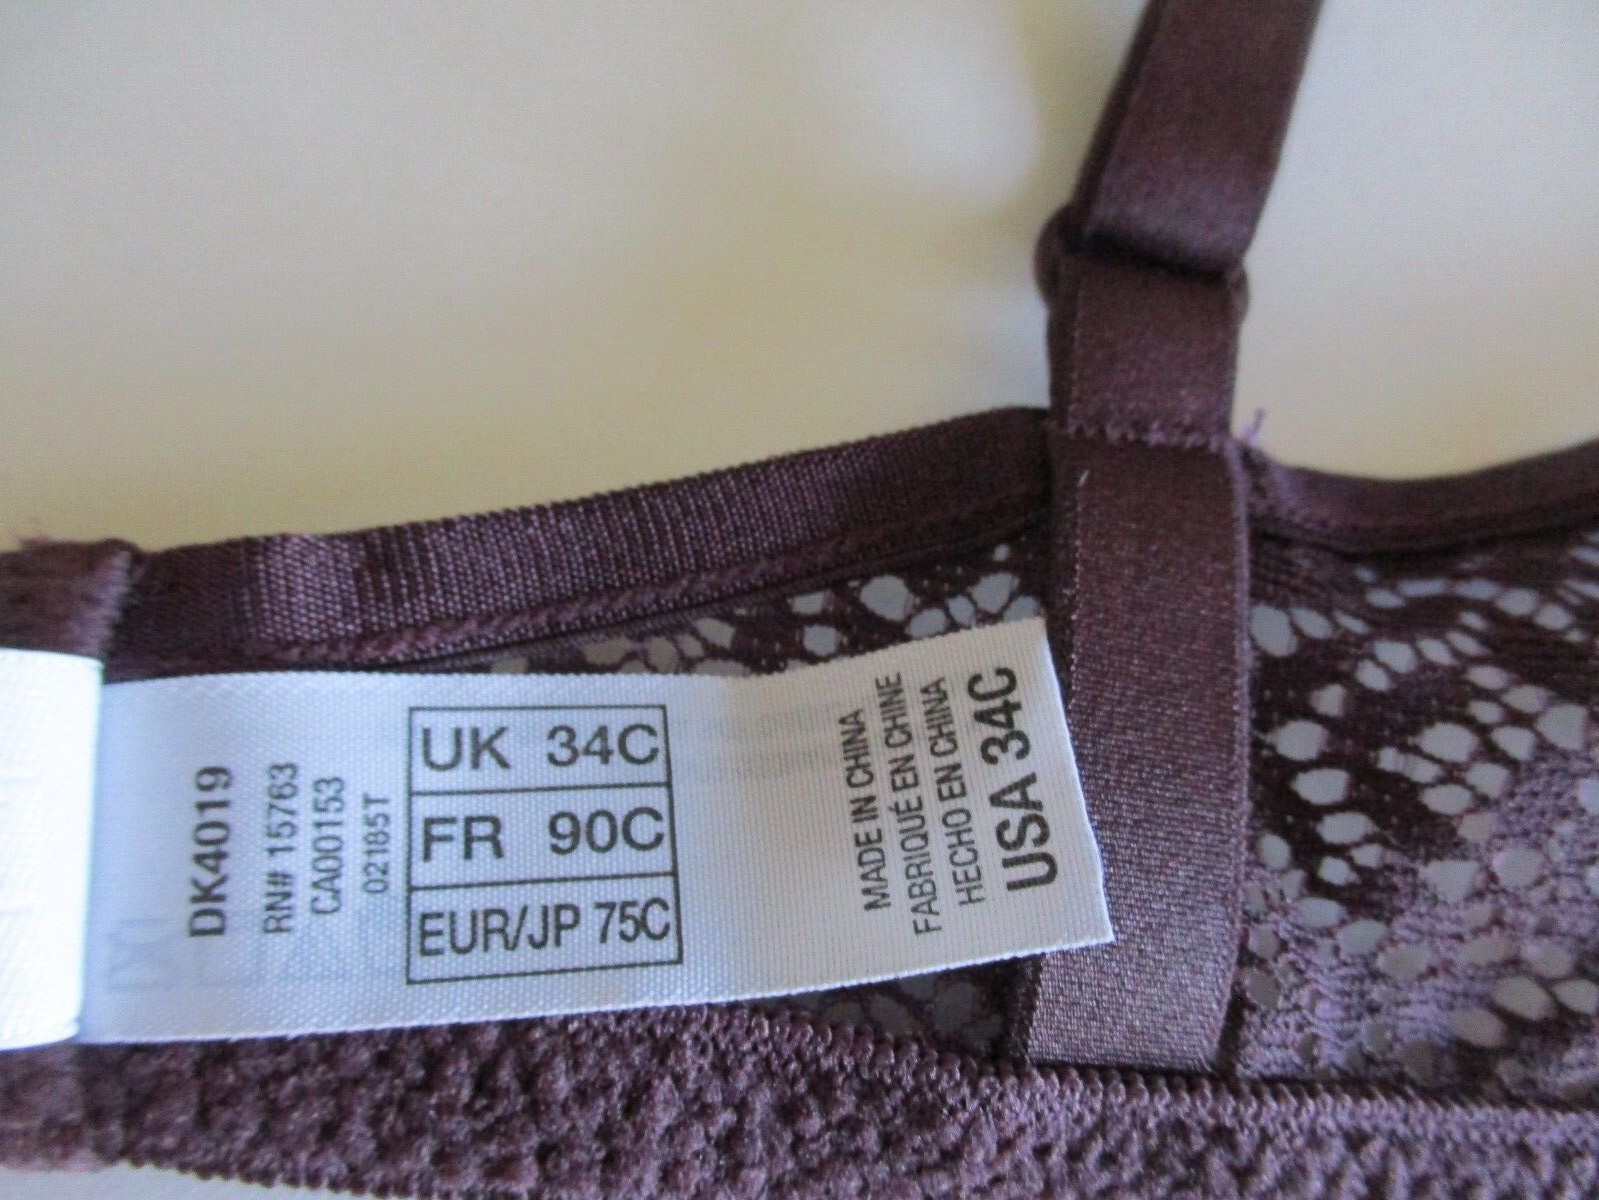 DK4019
RN# 15763
CA00153
02185T
UK 34C
FR 90C
EUR/JP 75C
MADE IN CHINA
FABRIQUÉ EN CHINE
HECHO EN CHINA
USA 34C